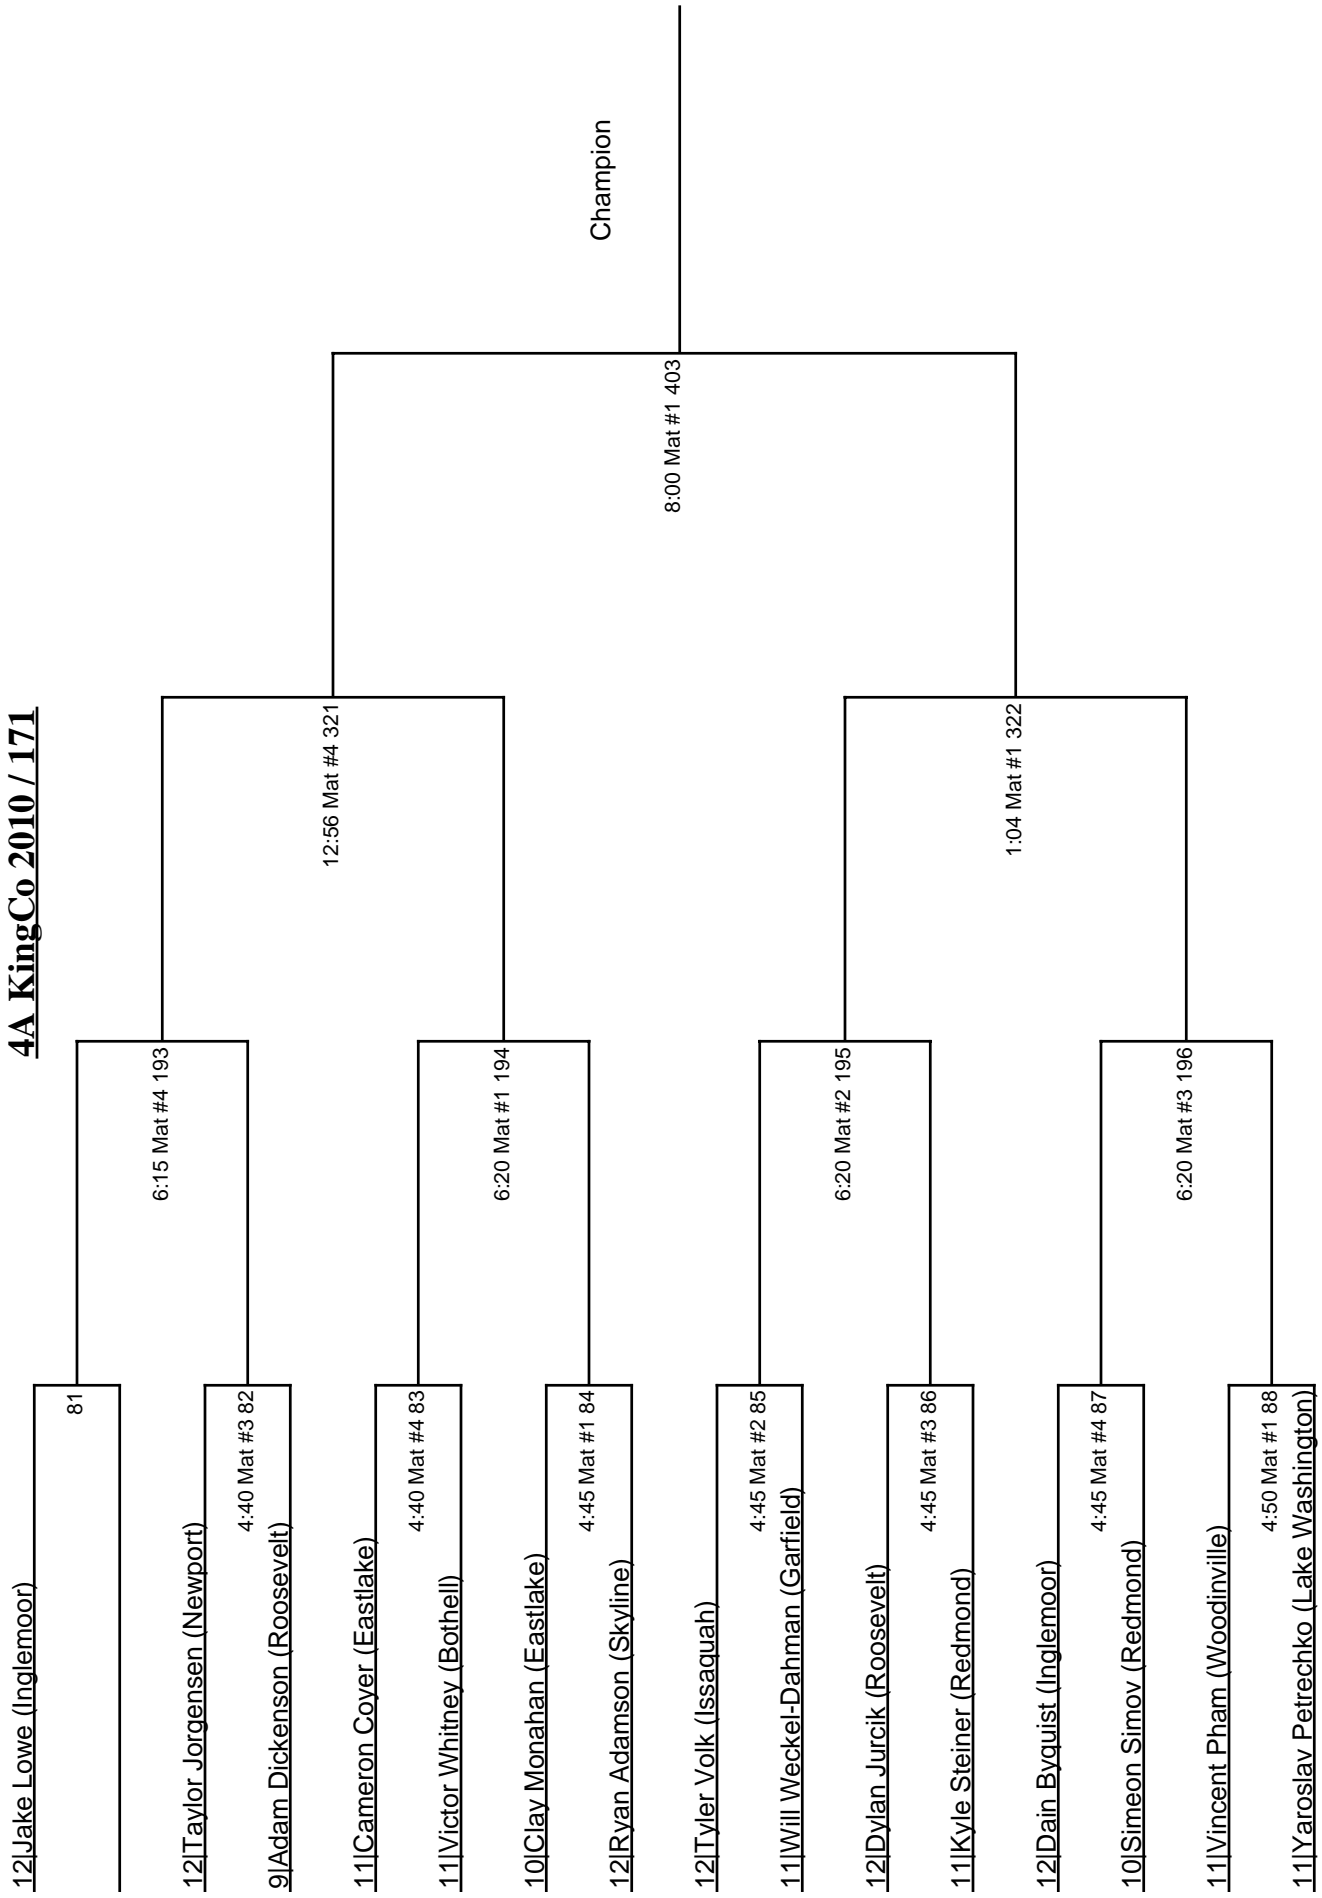 4A KingCo 2010 / 171
12|Jake Lowe (Inglemoor)
81
12|Taylor Jorgensen (Newport)
4:40 Mat #3 82
9|Adam Dickenson (Roosevelt)
11|Cameron Coyer (Eastlake)
4:40 Mat #4 83
11|Victor Whitney (Bothell)
10|Clay Monahan (Eastlake)
4:45 Mat #1 84
12|Ryan Adamson (Skyline)
12|Tyler Volk (Issaquah)
4:45 Mat #2 85
11|Will Weckel-Dahman (Garfield)
12|Dylan Jurcik (Roosevelt)
4:45 Mat #3 86
11|Kyle Steiner (Redmond)
12|Dain Byquist (Inglemoor)
4:45 Mat #4 87
10|Simeon Simov (Redmond)
11|Vincent Pham (Woodinville)
4:50 Mat #1 88
11|Yaroslav Petrechko (Lake Washington)
6:15 Mat #4 193
6:20 Mat #1 194
6:20 Mat #2 195
6:20 Mat #3 196
12:56 Mat #4 321
1:04 Mat #1 322
8:00 Mat #1 403
Champion